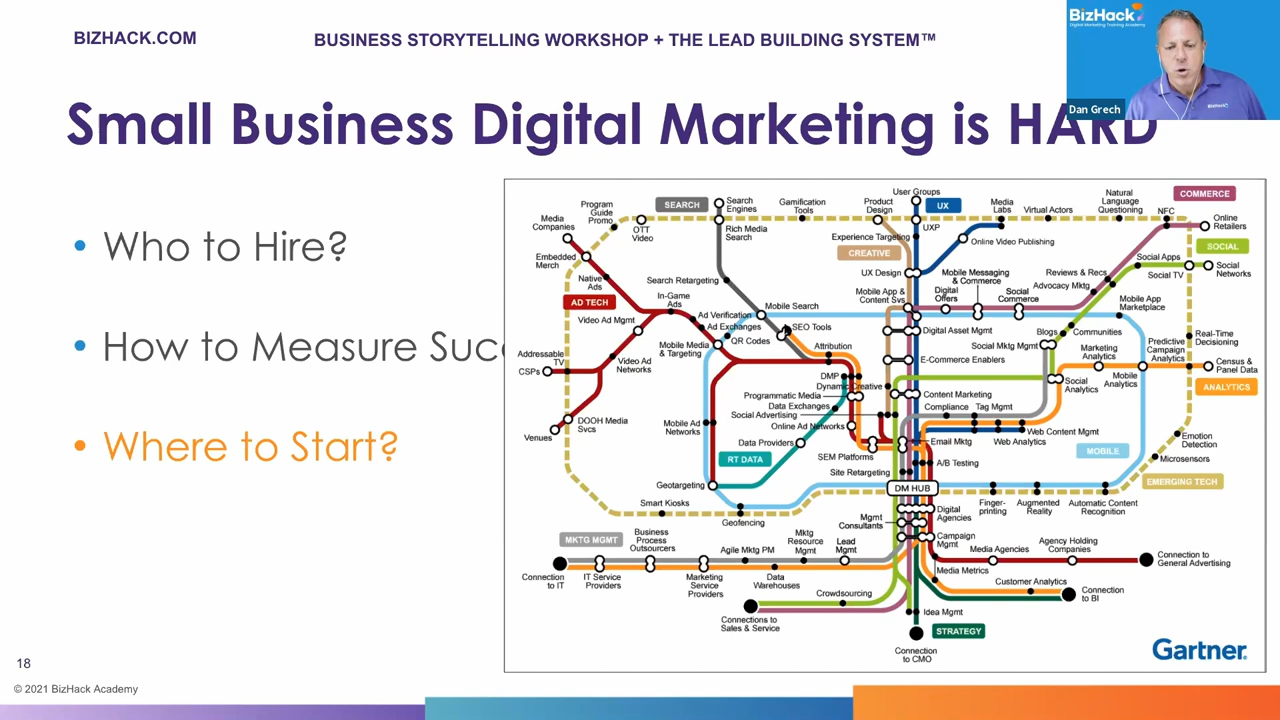 BIZHACK.COM
BUSINESS STORYTELLING WORKSHOP + THE LEAD BUILDING SYSTEM™
BizHack
Digital Marketing Training Academy
BizHack
Dan Grech
Small Business Digital Marketing is HARD
• Who to Hire?
• How to Measure Succ
• Where to Start?
User Groups
COMMERCE
Natural
Language
Questioning
Program
Guide
Promo
SEARCH
Search
Engines
Gamification
Tools
Product
Design
UX
Media
Labs
Virtual Actors
NFC
Media
Companies
OTT
Video
Rich Media
Search
Experience Targeting
UXP
Online
Retailers
Online Video Publishing
SOCIAL
Embedded
Merch
CREATIVE
Social Apps
Native
Ads
Search Retargeting
UX Design
Mobile Messaging
& Commerce
Reviews & Recs
Social TV
Social
Networks
Advocacy Mktg
AD TECH
In-Game
Ads
Mobile App &
Content Svs
Digital
Offers
Social
Commerce
Mobile App
Marketplace
Mobile Search
Video Ad Mgmt
Ad Verification
Ad Exchanges
SEO Tools
Digital Asset Mgmt
Blogs
Communities
Real-Time
Decisioning
QR Codes
Mobile Media
& Targeting
Attribution
Social Mktg Mgmt
Marketing
Analytics
Predictive
Campaign
Analytics
Addressable
TV
CSPs
Video Ad
Networks
E-Commerce Enablers
Census &
Panel Data
DMP
Dynamic Creative
Social
Analytics
Mobile
Analytics
ANALYTICS
Programmatic Media
Content Marketing
Data Exchanges
Social Advertising
Compliance
Tag Mgmt
DOOH Media
Svcs
Mobile Ad
Networks
Online Ad Networks
Web Content Mgmt
Venues
Data Providers
Email Mktg
Web Analytics
Emotion
Detection
RT DATA
SEM Platforms
A/B Testing
MOBILE
Microsensors
Site Retargeting
Geotargeting
DM HUB
EMERGING TECH
Smart Kiosks
Geofencing
Finger-
printing
Augmented
Reality
Automatic Content
Recognition
Mgmt
Consultants
Digital
Agencies
MKTG MGMT
Business
Process
Outsourcers
Agile Mktg PM
Mktg
Resource
Mgmt
Lead
Mgmt
Campaign
Mgmt
Media Agencies
Agency Holding
Companies
Connection to
General Advertising
Connection
to IT
IT Service
Providers
Marketing
Service
Providers
Data
Warehouses
Media Metrics
Customer Analytics
Connection
to BI
Crowdsourcing
Connections to
Sales & Service
Idea Mgmt
STRATEGY
Connection
to CMO
Gartner.
18
© 2021 BizHack Academy